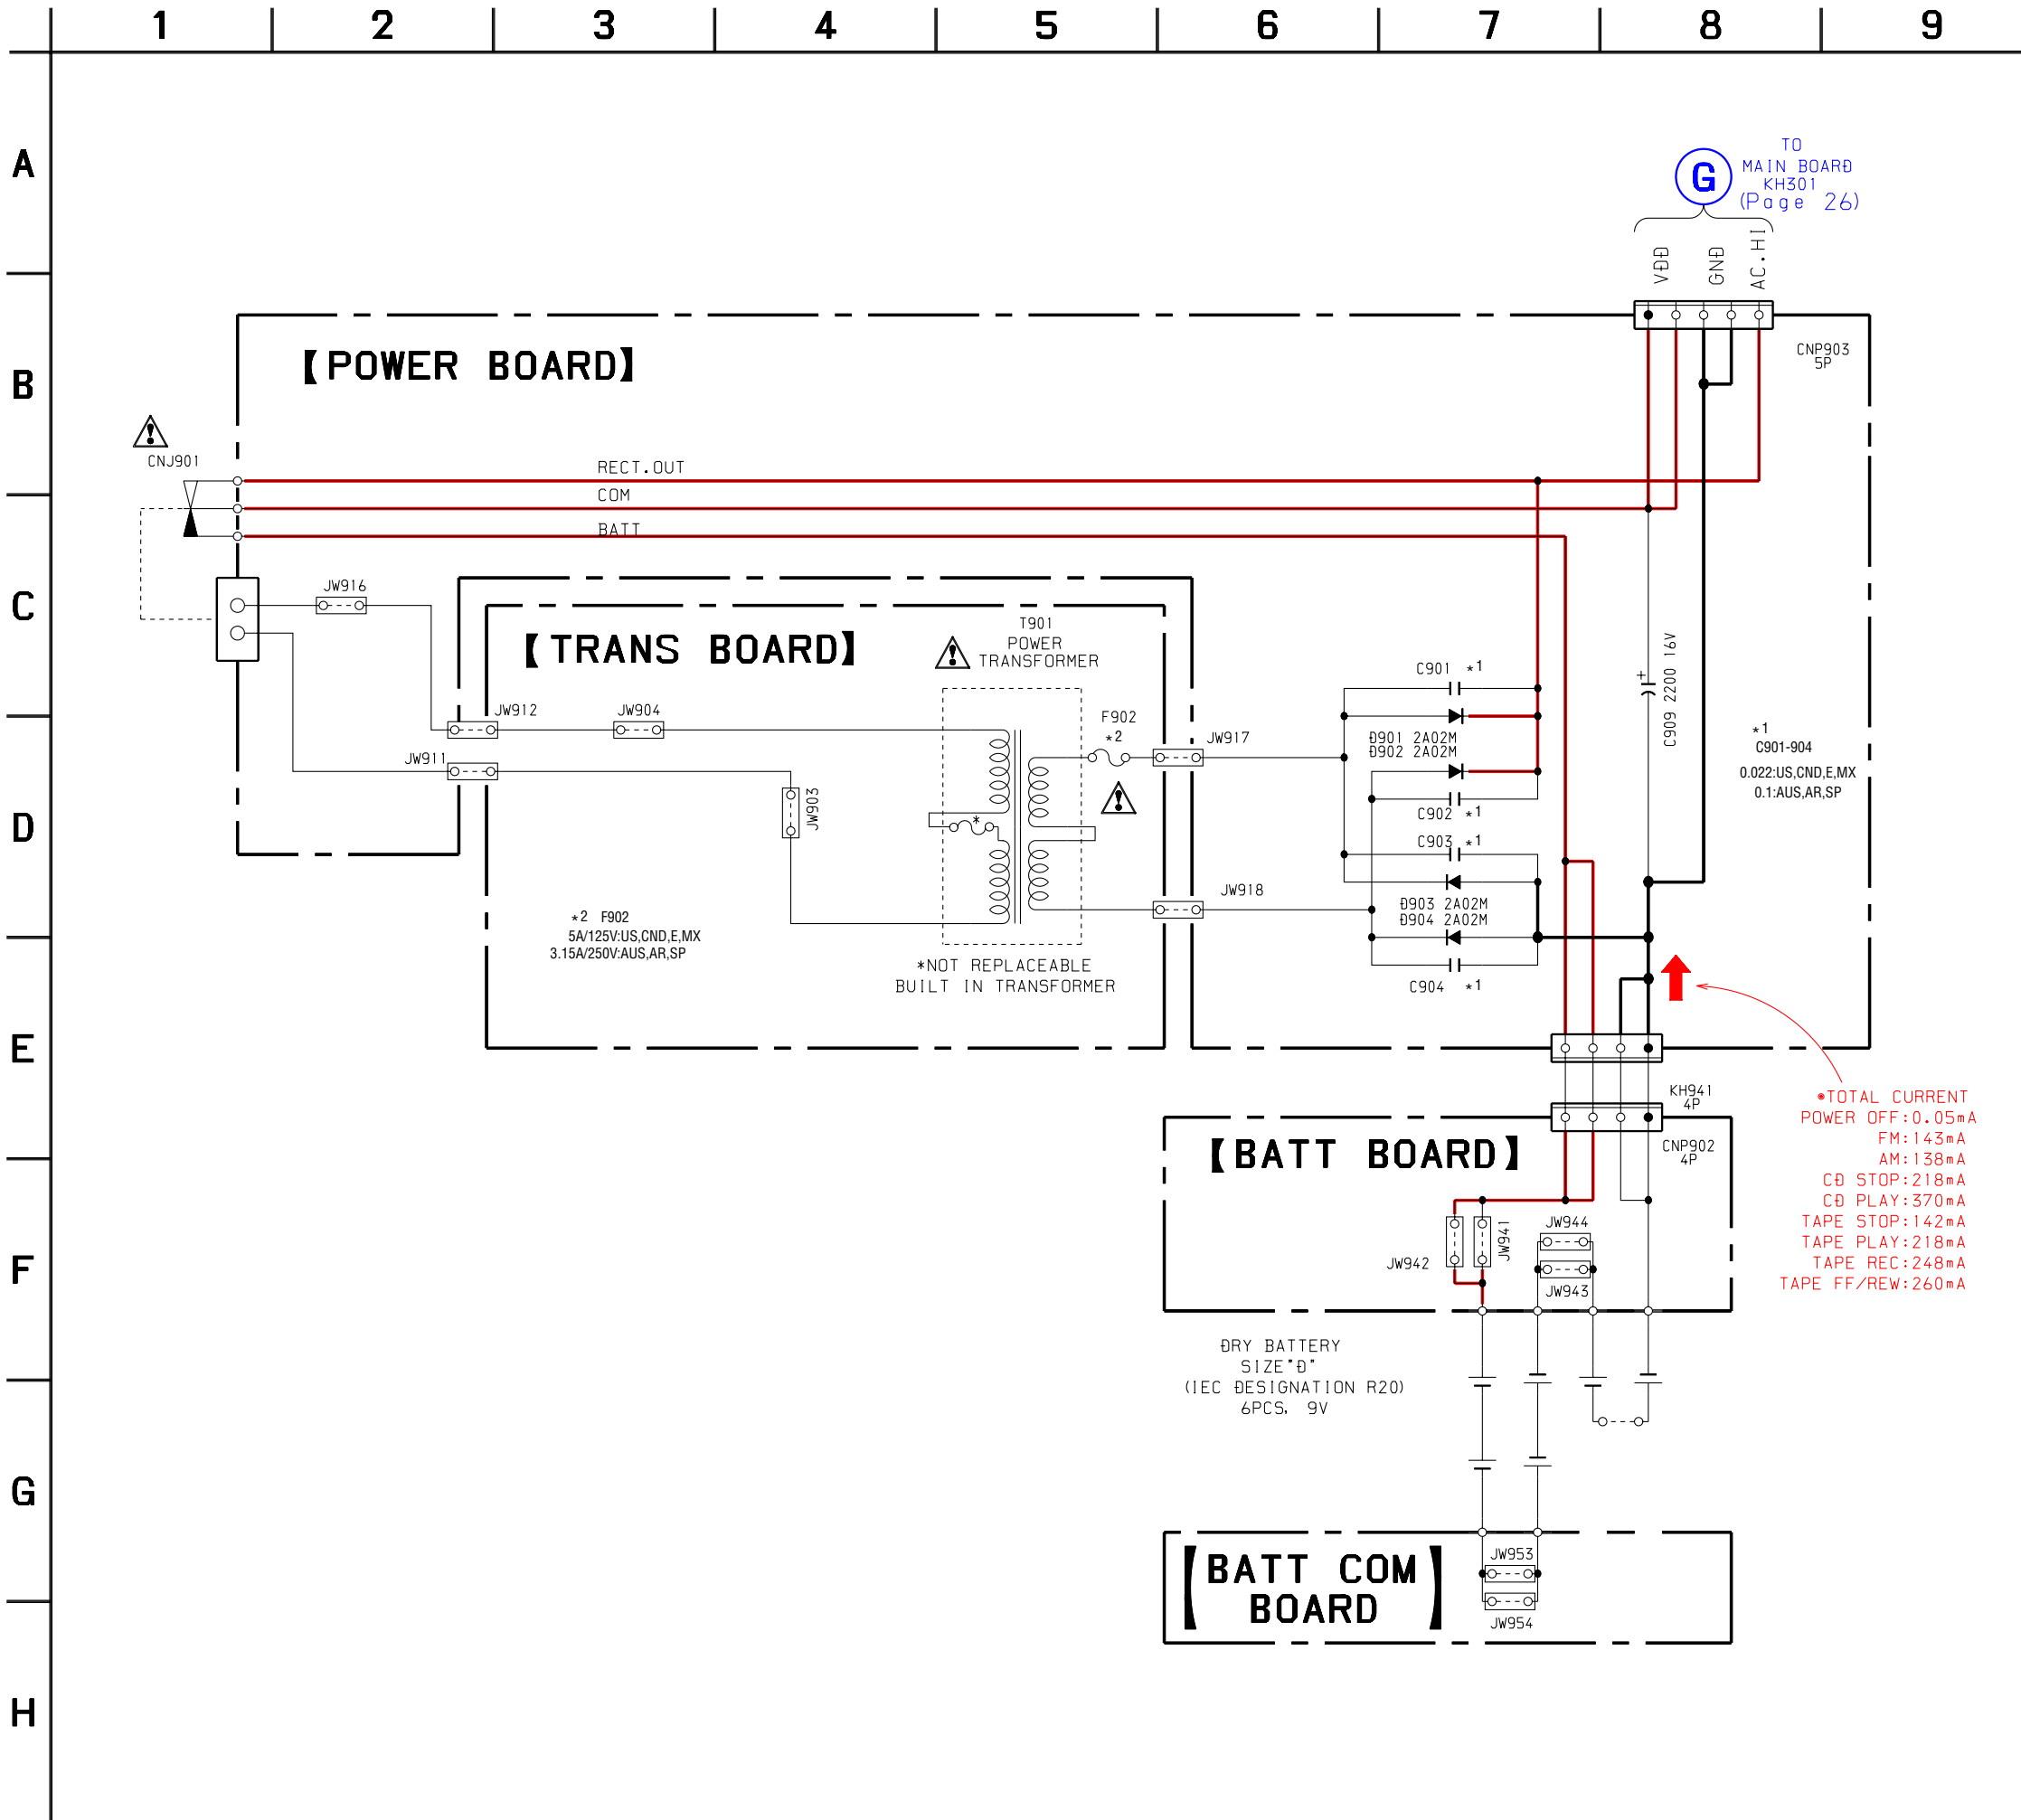 1 2 3 4 5 6 7 8 9
A
B
C
D
E
F
G
H
G
TO
MAIN BOARD
KH301
(Page 26)
VDD
GND
AC.HI
CNP903
5P
【POWER BOARD】
CNJ901
RECT.OUT
COM
BATT
JW916
【TRANS BOARD】
T901
POWER
TRANSFORMER
JW912
JW904
JW911
JW903
F902
*2
*
JW917
JW918
C901 *1
D901 2A02M
D902 2A02M
C902 *1
C903 *1
D903 2A02M
D904 2A02M
C904 *1
+
C909 2200 16V
*1
C901-904
0.022:US,CND,E,MX
0.1:AUS,AR,SP
*2 F902
5A/125V:US,CND,E,MX
3.15A/250V:AUS,AR,SP
*NOT REPLACEABLE
BUILT IN TRANSFORMER
KH941
4P
CNP902
4P
【BATT BOARD】
JW942
JW941
JW944
JW943
*TOTAL CURRENT
POWER OFF:0.05mA
FM:143mA
AM:138mA
CD STOP:218mA
CD PLAY:370mA
TAPE STOP:142mA
TAPE PLAY:218mA
TAPE REC:248mA
TAPE FF/REW:260mA
DRY BATTERY
SIZE"D"
(IEC DESIGNATION R20)
6PCS. 9V
【BATT COM
BOARD】
JW953
JW954